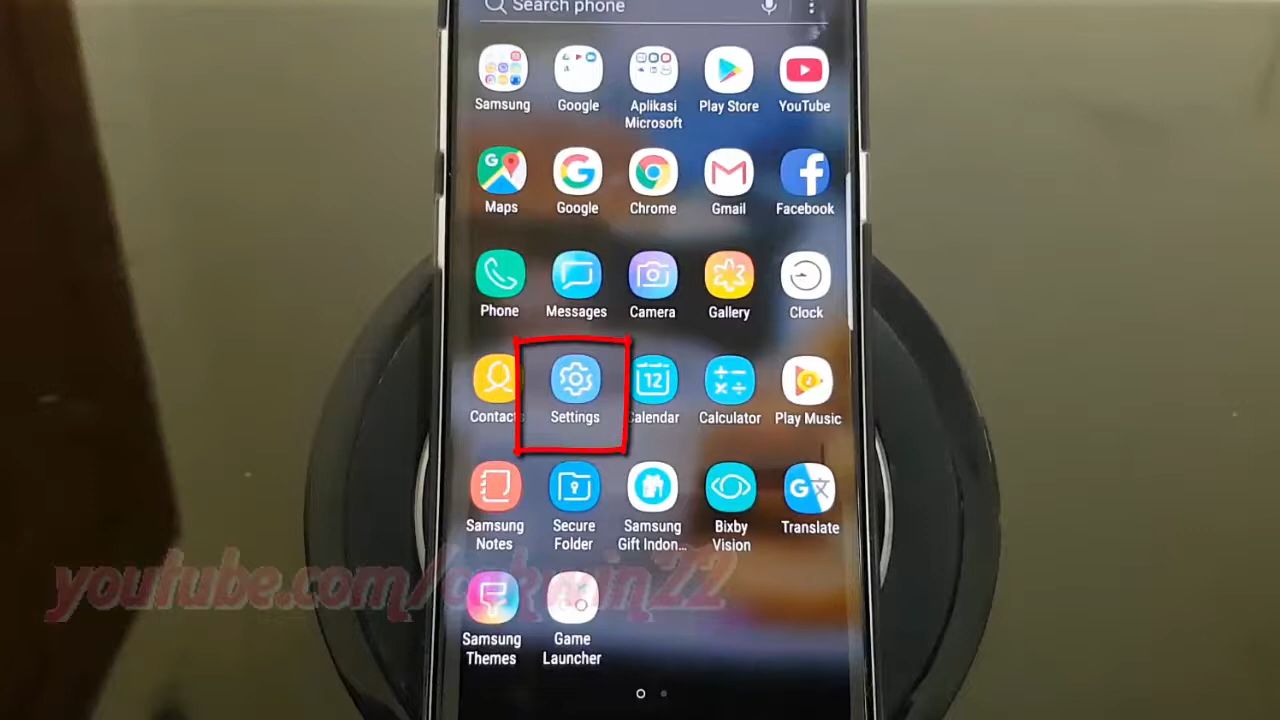 Search phone
Samsung
Google
Aplikasi
Microsoft
Play Store
YouTube
Maps
Google
Chrome
Gmail
Facebook
Phone
Messages
Camera
Gallery
Clock
Contac
Settings
Calendar
12
Calculator
Play Music
Samsung
Notes
Secure
Folder
Samsung
Gift Indon...
Bixby
Vision
Translate
Samsung
Themes
Game
Launcher